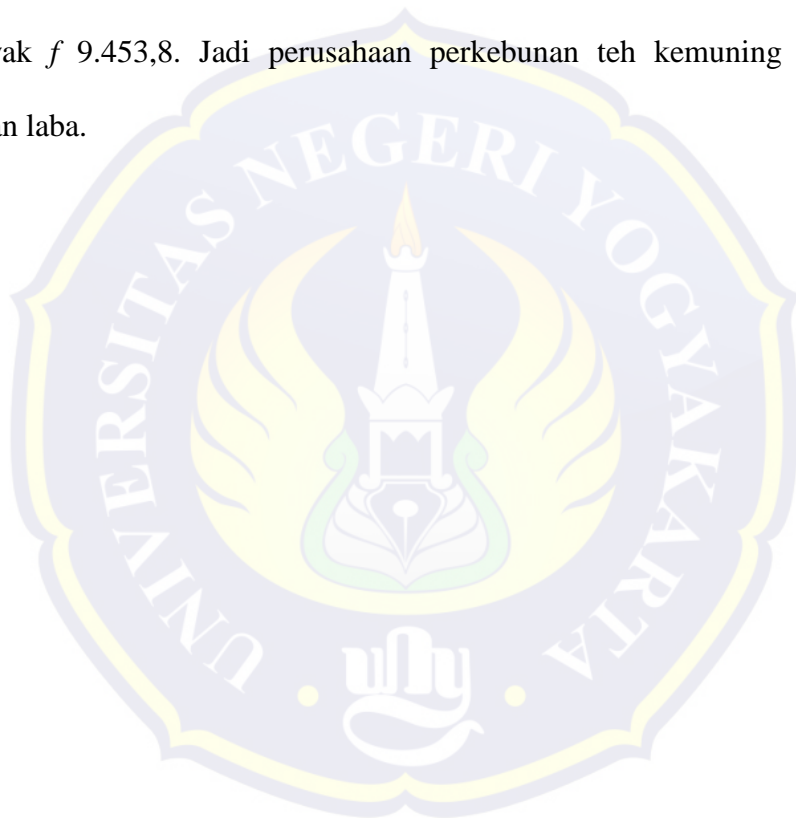 yak f 9.453,8. Jadi perusahaan perkebunan teh kemuning
an laba.
UNIVERSITAS NEGERI YOGYAKARTA
uny